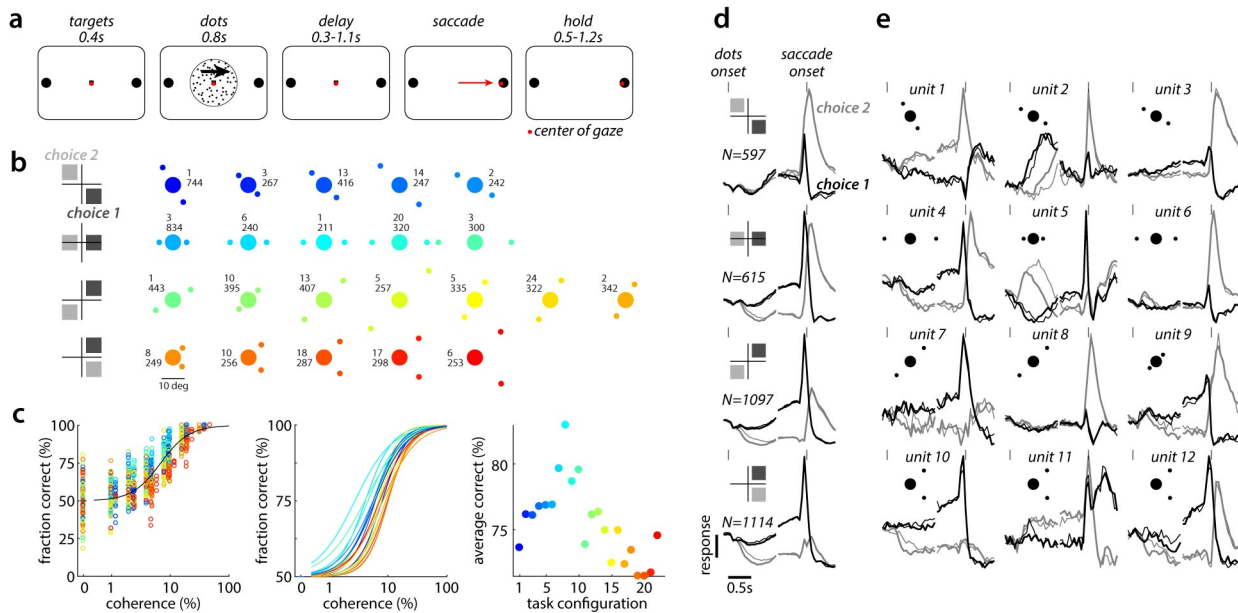 a
targets dots delay saccade hold
0.4s 0.8s 0.3-1.1s 0.5-1.2s
center of gaze
b
choice 2
choice 1
1 3 13 14 2
744 267 416 247 242
3 6 1 20 3
834 240 211 320 300
1 10 13 5 5 24 2
443 395 407 257 335 322 342
8 10 18 17 6
249 256 287 298 253
10 deg
c
fraction correct (%)
100
75
50
25
0
0 1 10 100
coherence (%)
fraction correct (%)
100
75
50
0 1 10 100
coherence (%)
average correct (%)
80
75
1 5 10 15 20
task configuration
d
dots onset
saccade onset
choice 2
N=597
choice 1
N=615
N=1097
N=1114
response
0.5s
e
unit 1 unit 2 unit 3
unit 4 unit 5 unit 6
unit 7 unit 8 unit 9
unit 10 unit 11 unit 12